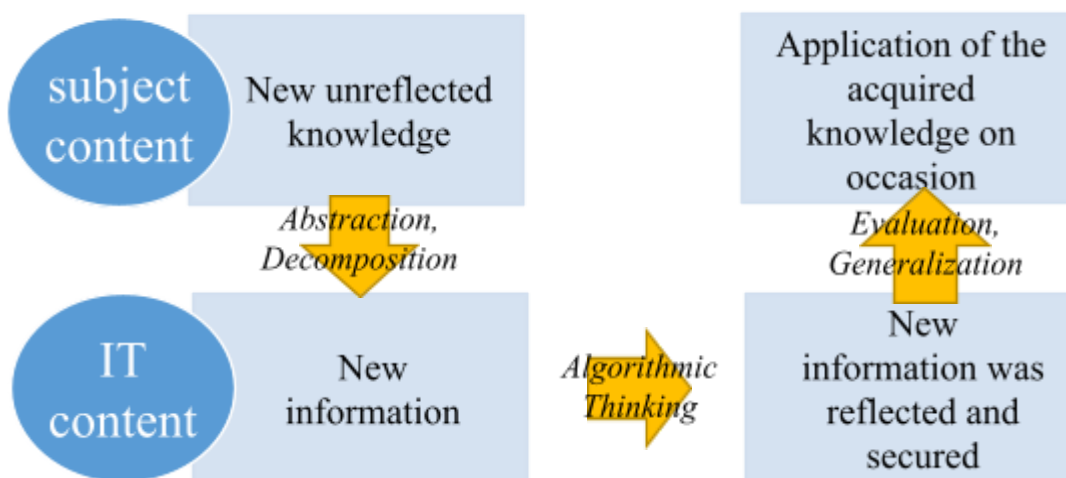 subject
content
New unreflected
knowledge
Application of the
acquired
knowledge on
occasion
Abstraction,
Decomposition
Evaluation,
Generalization
IT
content
New
information
Algorithmic
Thinking
New
information was
reflected and
secured